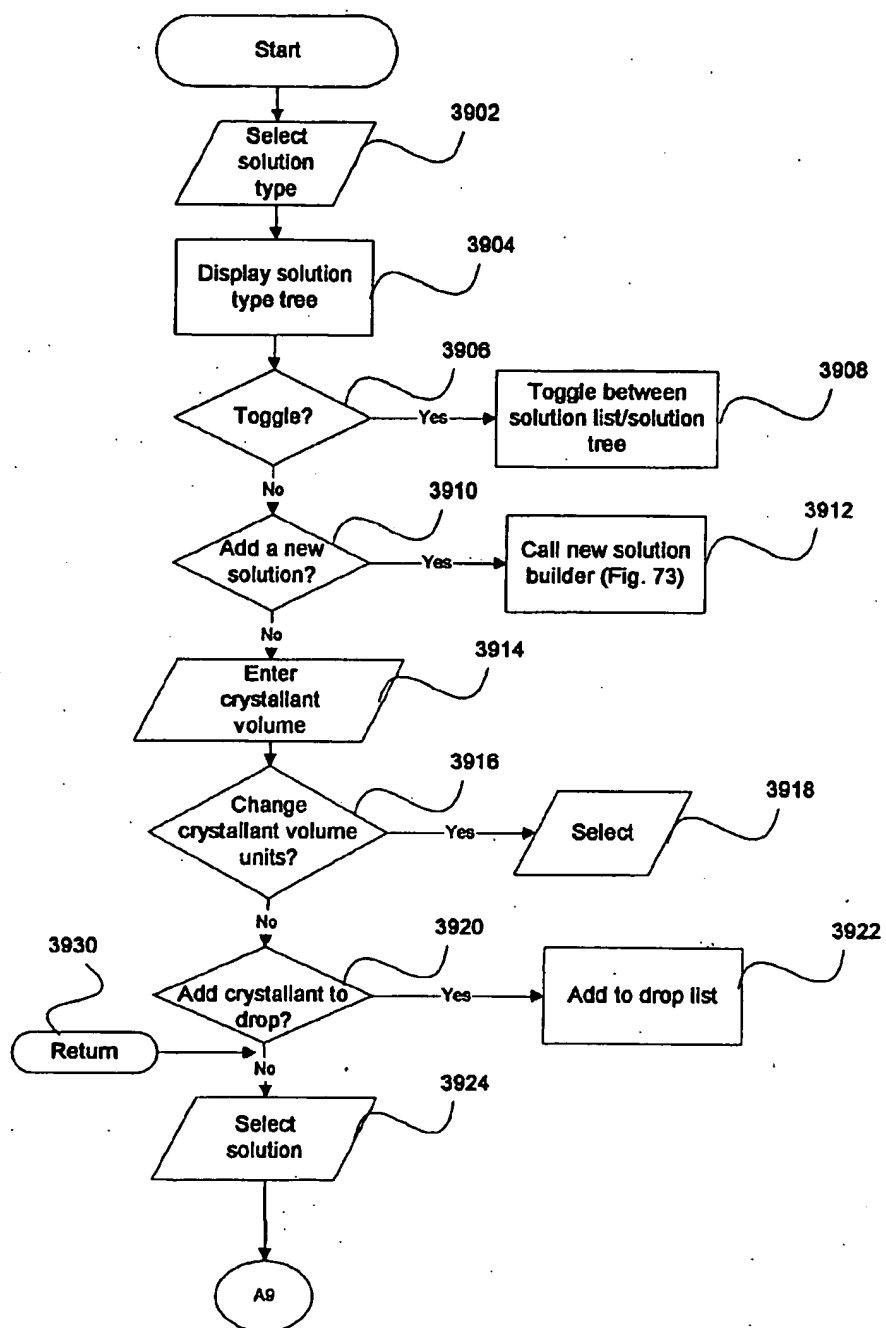 Start
3902
Select
solution
type
3904
Display solution
type tree
3906
Toggle?
Yes
3908
Toggle between
solution list/solution
tree
No
3910
Add a new
solution?
Yes
3912
Call new solution
builder (Fig. 73)
No
3914
Enter
crystallant
volume
3916
Change
crystallant volume
units?
Yes
3918
Select
No
3920
Add crystallant to
drop?
Yes
3922
Add to drop list
3930
Return
No
3924
Select
solution
A9